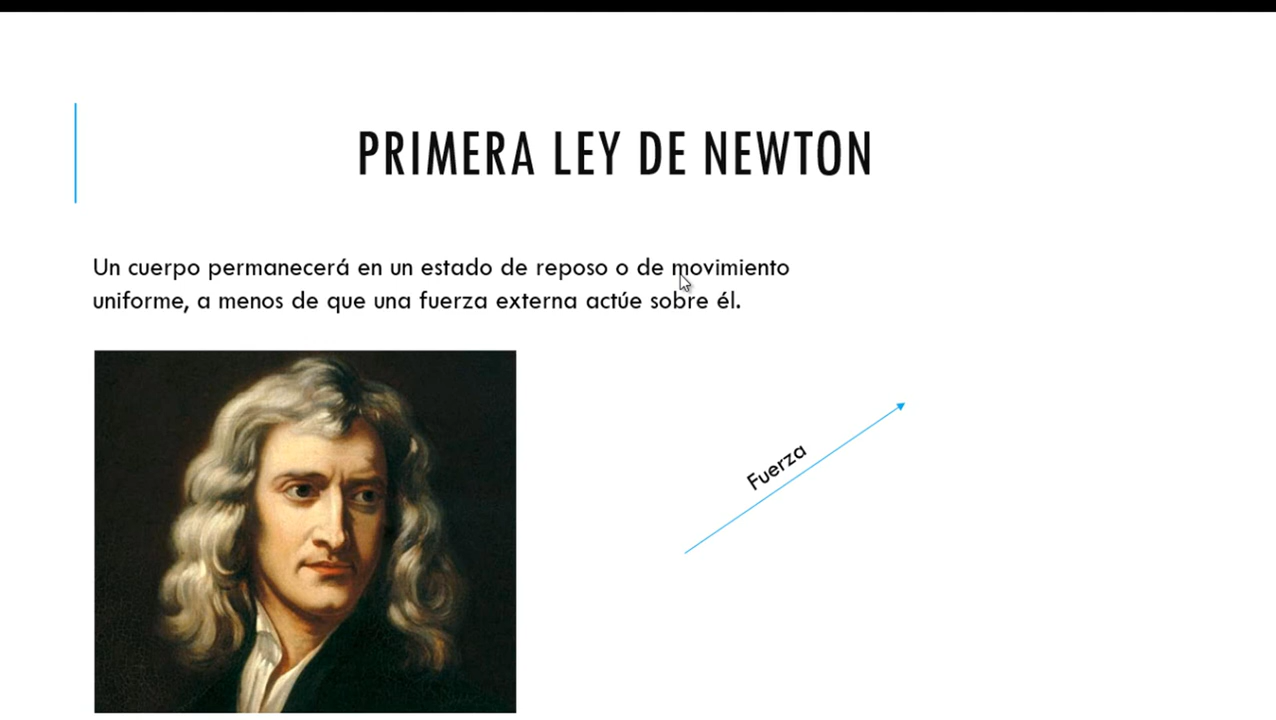 PRIMERA LEY DE NEWTON
Un cuerpo permanecerá en un estado de reposo o de movimiento
uniforme, a menos de que una fuerza externa actúe sobre él.
Fuerza